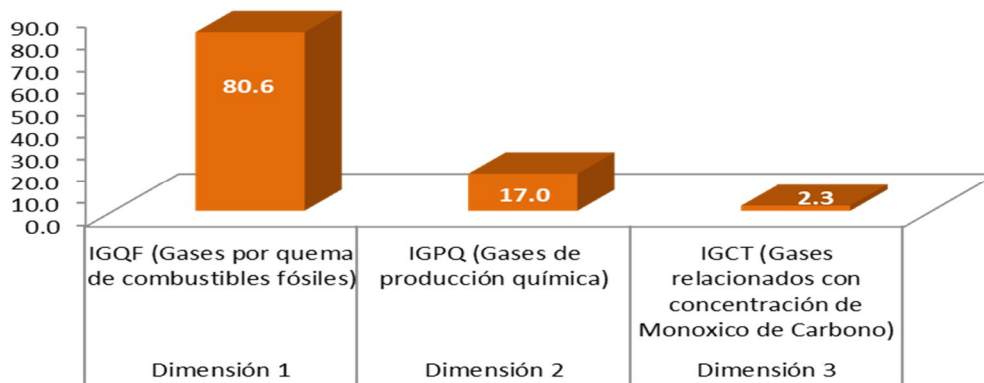 90.0
80.0
70.0
60.0
50.0
40.0
30.0
20.0
10.0
0.0
80.6
17.0
2.3
IGQF (Gases por quema
de combustibles fósiles)
IGPQ (Gases de
producción química)
IGCT (Gases
relacionados con
concentración de
Monoxico de Carbono)
Dimensión 1
Dimensión 2
Dimensión 3